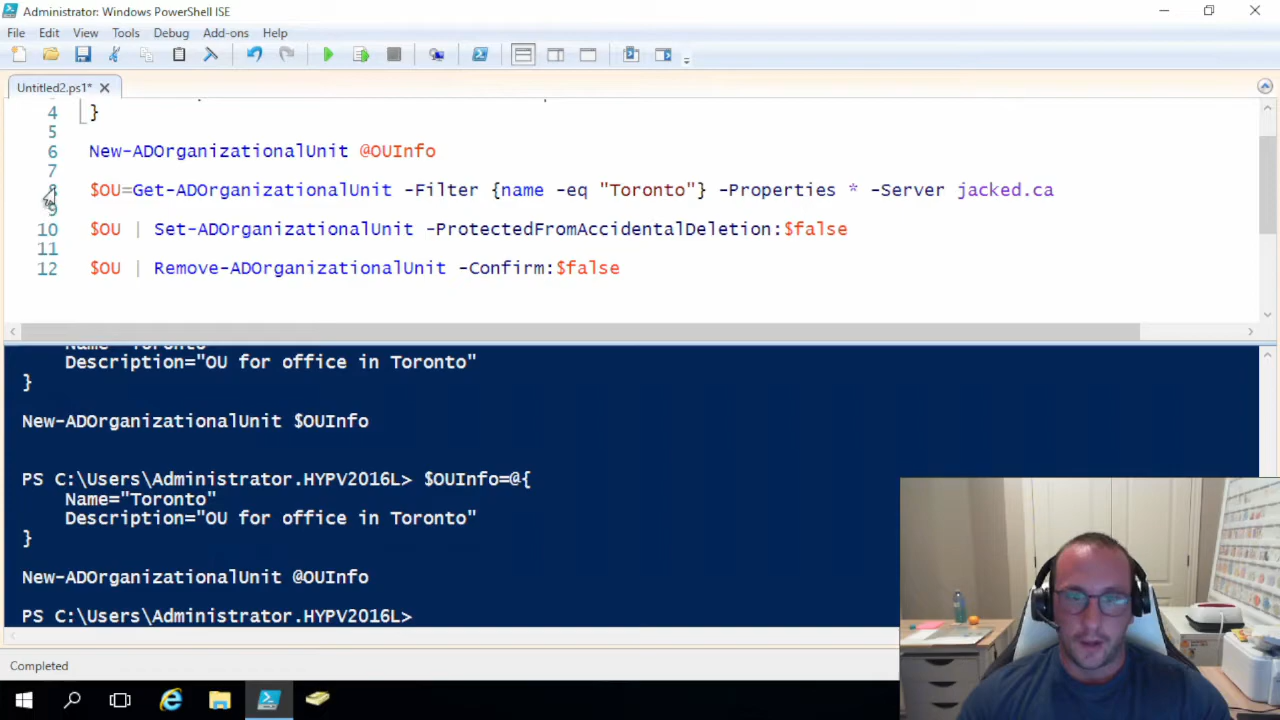 Administrator: Windows PowerShell ISE
File Edit View Tools Debug Add-ons Help
Untitled2.ps1* X
4 }
5
6 New-ADOrganizationalUnit @OUInfo
7
8 $OU=Get-ADOrganizationalUnit -Filter {name -eq "Toronto"} -Properties * -Server jacked.ca
9
10 $OU | Set-ADOrganizationalUnit -ProtectedFromAccidentalDeletion:$false
11
12 $OU | Remove-ADOrganizationalUnit -Confirm:$false
Name="Toronto"
Description="OU for office in Toronto"
}
New-ADOrganizationalUnit $OUInfo
PS C:\Users\Administrator.HYPV2016L> $OUInfo=@{
Name="Toronto"
Description="OU for office in Toronto"
}
New-ADOrganizationalUnit @OUInfo
PS C:\Users\Administrator.HYPV2016L>
Completed